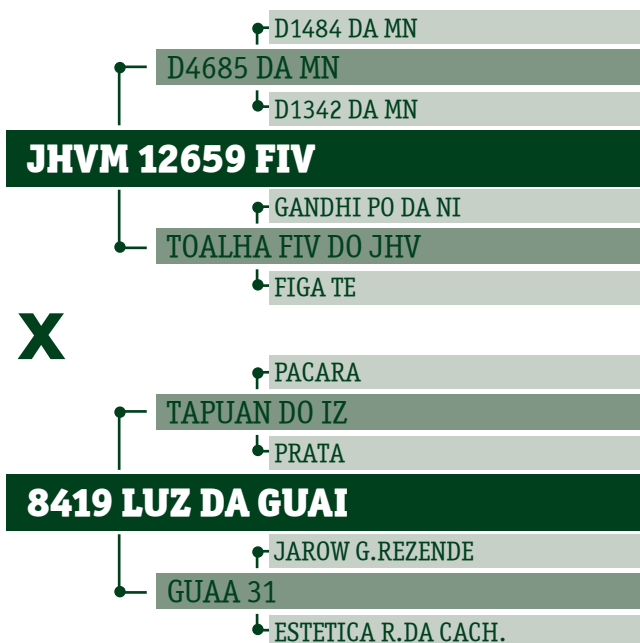 D1484 DA MN
D4685 DA MN
D1342 DA MN
JHVM 12659 FIV
GANDHI PO DA NI
TOALHA FIV DO JHV
FIGA TE
X
PACARA
TAPUAN DO IZ
PRATA
8419 LUZ DA GUAI
JAROW G.REZENDE
GUAA 31
ESTETICA R.DA CACH.